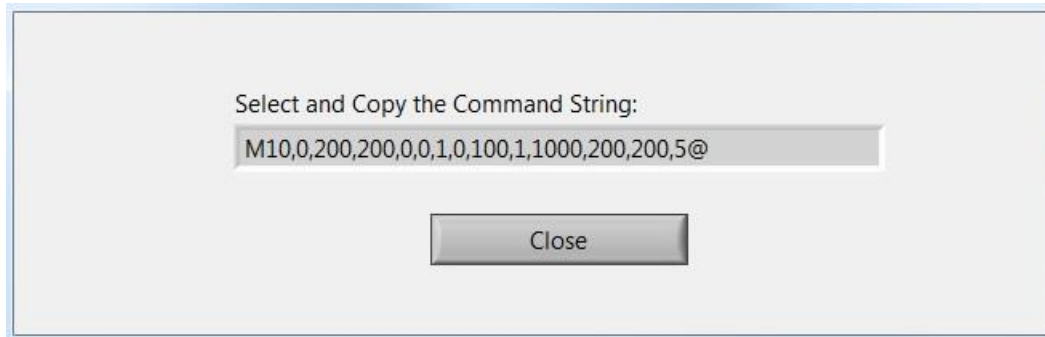 Select and Copy the Command String:
M10,0,200,200,0,0,1,0,100,1,1000,200,200,5@
Close